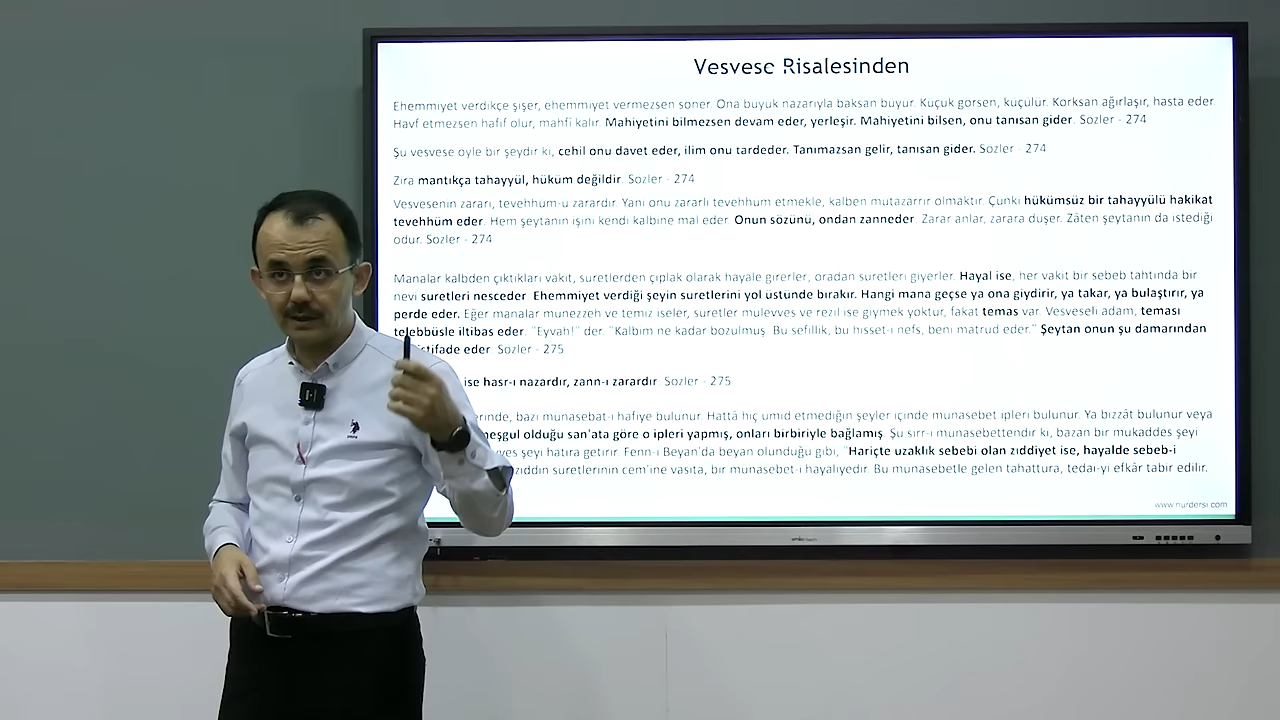 Vesvese Risalesinden
Ehemmiyet verdikçe şişer, ehemmiyet vermezsen söner. Ona büyük nazarıyla baksan büyür. Küçük görsen, küçülür. Korksan ağırlaşır, hasta eder.
Havf etmezsen hafif olur, mahfî kalır. Mahiyetini bilmezsen devam eder, yerleşir. Mahiyetini bilsen, onu tanısan gider. Sözler - 274
Şu vesvese öyle bir şeydir ki, cehil onu davet eder, ilim onu tardeder. Tanımazsan gelir, tanısan gider. Sözler - 274
Zira mantıkça tahayyül, hüküm değildir. Sözler - 274
Vesvesenin zararı, tevehhüm-ü zarardır. Yani onu zararlı tevehhüm etmekle, kalben mutazarrır olmaktır. Çünki hükümsüz bir tahayyülü hakikat
tevehhüm eder. Hem şeytanın işini kendi kalbine mal eder. Onun sözünü, ondan zanneder. Zarar anlar, zarara düşer. Zâten şeytanın da istediği
odur. Sözler - 274
Manalar kalbden çıktıkları vakit, suretlerden çıplak olarak hayale girerler, oradan suretleri giyerler. Hayal ise, her vakit bir sebeb tahtında bir
nevi suretleri nesceder. Ehemmiyet verdiği şeyin suretlerini yol üstünde bırakır. Hangi mana geçse ya ona giydirir, ya takar, ya bulaştırır, ya
perde eder. Eğer manalar münezzeh ve temiz iseler, suretler mülevves ve rezil ise giymek yoktur, fakat temas var. Vesveseli adam, teması
telebbüsle iltibas eder. "Eyvah!" der. "Kalbim ne kadar bozulmuş. Bu sefillik, bu hısset-i nefs, beni matrud eder." Şeytan onun şu damarından
istifade eder. Sözler - 275
ise hasr-ı nazardır, zann-ı zarardır. Sözler - 275
bazı münasebat-ı hafiye bulunur. Hattâ hiç ümid etmediğin şeyler içinde münasebet ipleri bulunur. Ya bizzât bulunur veya
meşgul olduğu san'ata göre o ipleri yapmış, onları birbiriyle bağlamış. Şu sırr-ı münasebettendir ki, bazan bir mukaddes şeyi
şeyi hatıra getirir. Fenn-i Beyan'da beyan olunduğu gibi, "Hariçte uzaklık sebebi olan zıddiyet ise, hayalde sebeb-i
zıddın suretlerinin cem'ine vasıta, bir münasebet-i hayaliyedir. Bu münasebetle gelen tahattura, tedai-yi efkâr tabir edilir.
www.nurdersi.com